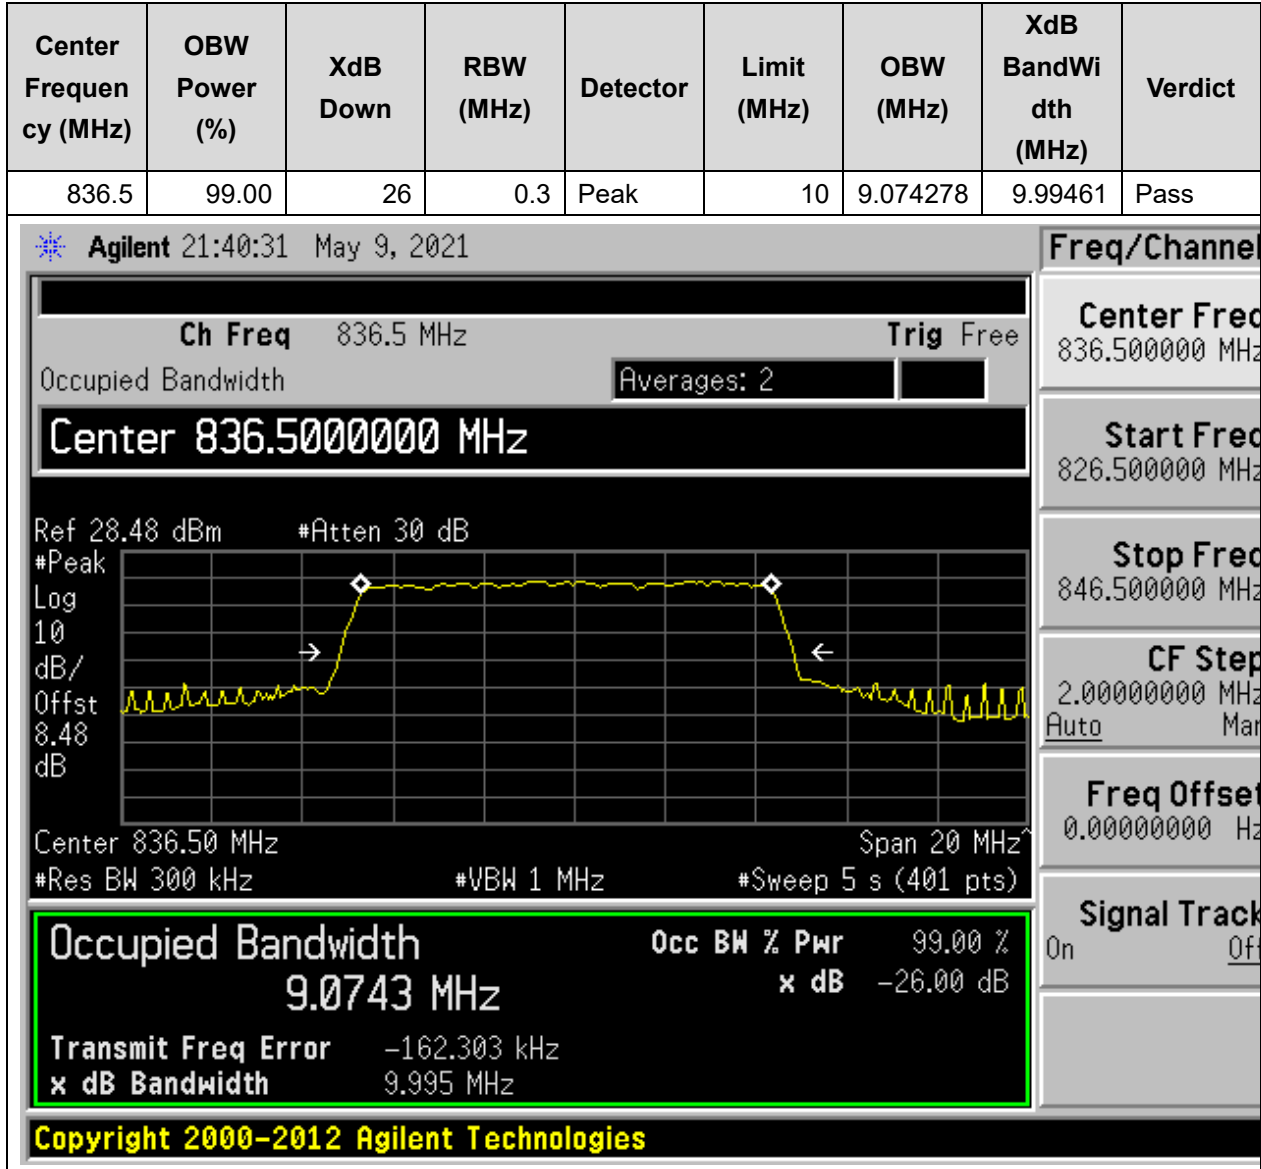 Center Frequency (MHz) OBW Power (%) XdB Down RBW (MHz) Detector Limit (MHz) OBW (MHz) XdB BandWidth (MHz) Verdict
836.5 99.00 26 0.3 Peak 10 9.074278 9.99461 Pass
Agilent 21:40:31 May 9, 2021
Freq/Channel
Ch Freq 836.5 MHz Trig Free
Occupied Bandwidth Averages: 2
Center 836.5000000 MHz
Ref 28.48 dBm #Atten 30 dB
#Peak
Log
10
dB/
Offst
8.48
dB
Center 836.50 MHz Span 20 MHz^
#Res BW 300 kHz #VBW 1 MHz #Sweep 5 s (401 pts)
Occupied Bandwidth
9.0743 MHz
Occ BW % Pwr 99.00 %
x dB -26.00 dB
Transmit Freq Error -162.303 kHz
x dB Bandwidth 9.995 MHz
Center Freq
836.500000 MHz
Start Freq
826.500000 MHz
Stop Freq
846.500000 MHz
CF Step
2.00000000 MHz
Auto Man
Freq Offset
0.00000000 Hz
Signal Track
On Off
Copyright 2000-2012 Agilent Technologies